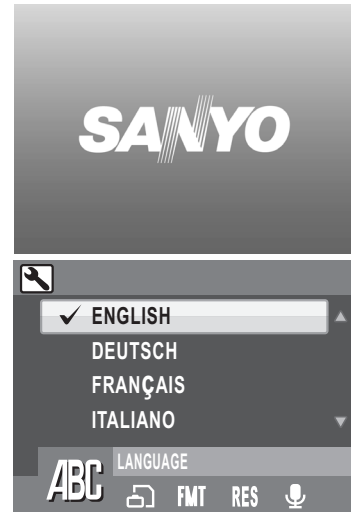 SANYO
ENGLISH
DEUTSCH
FRANÇAIS
ITALIANO
LANGUAGE
ABC
FMT RES